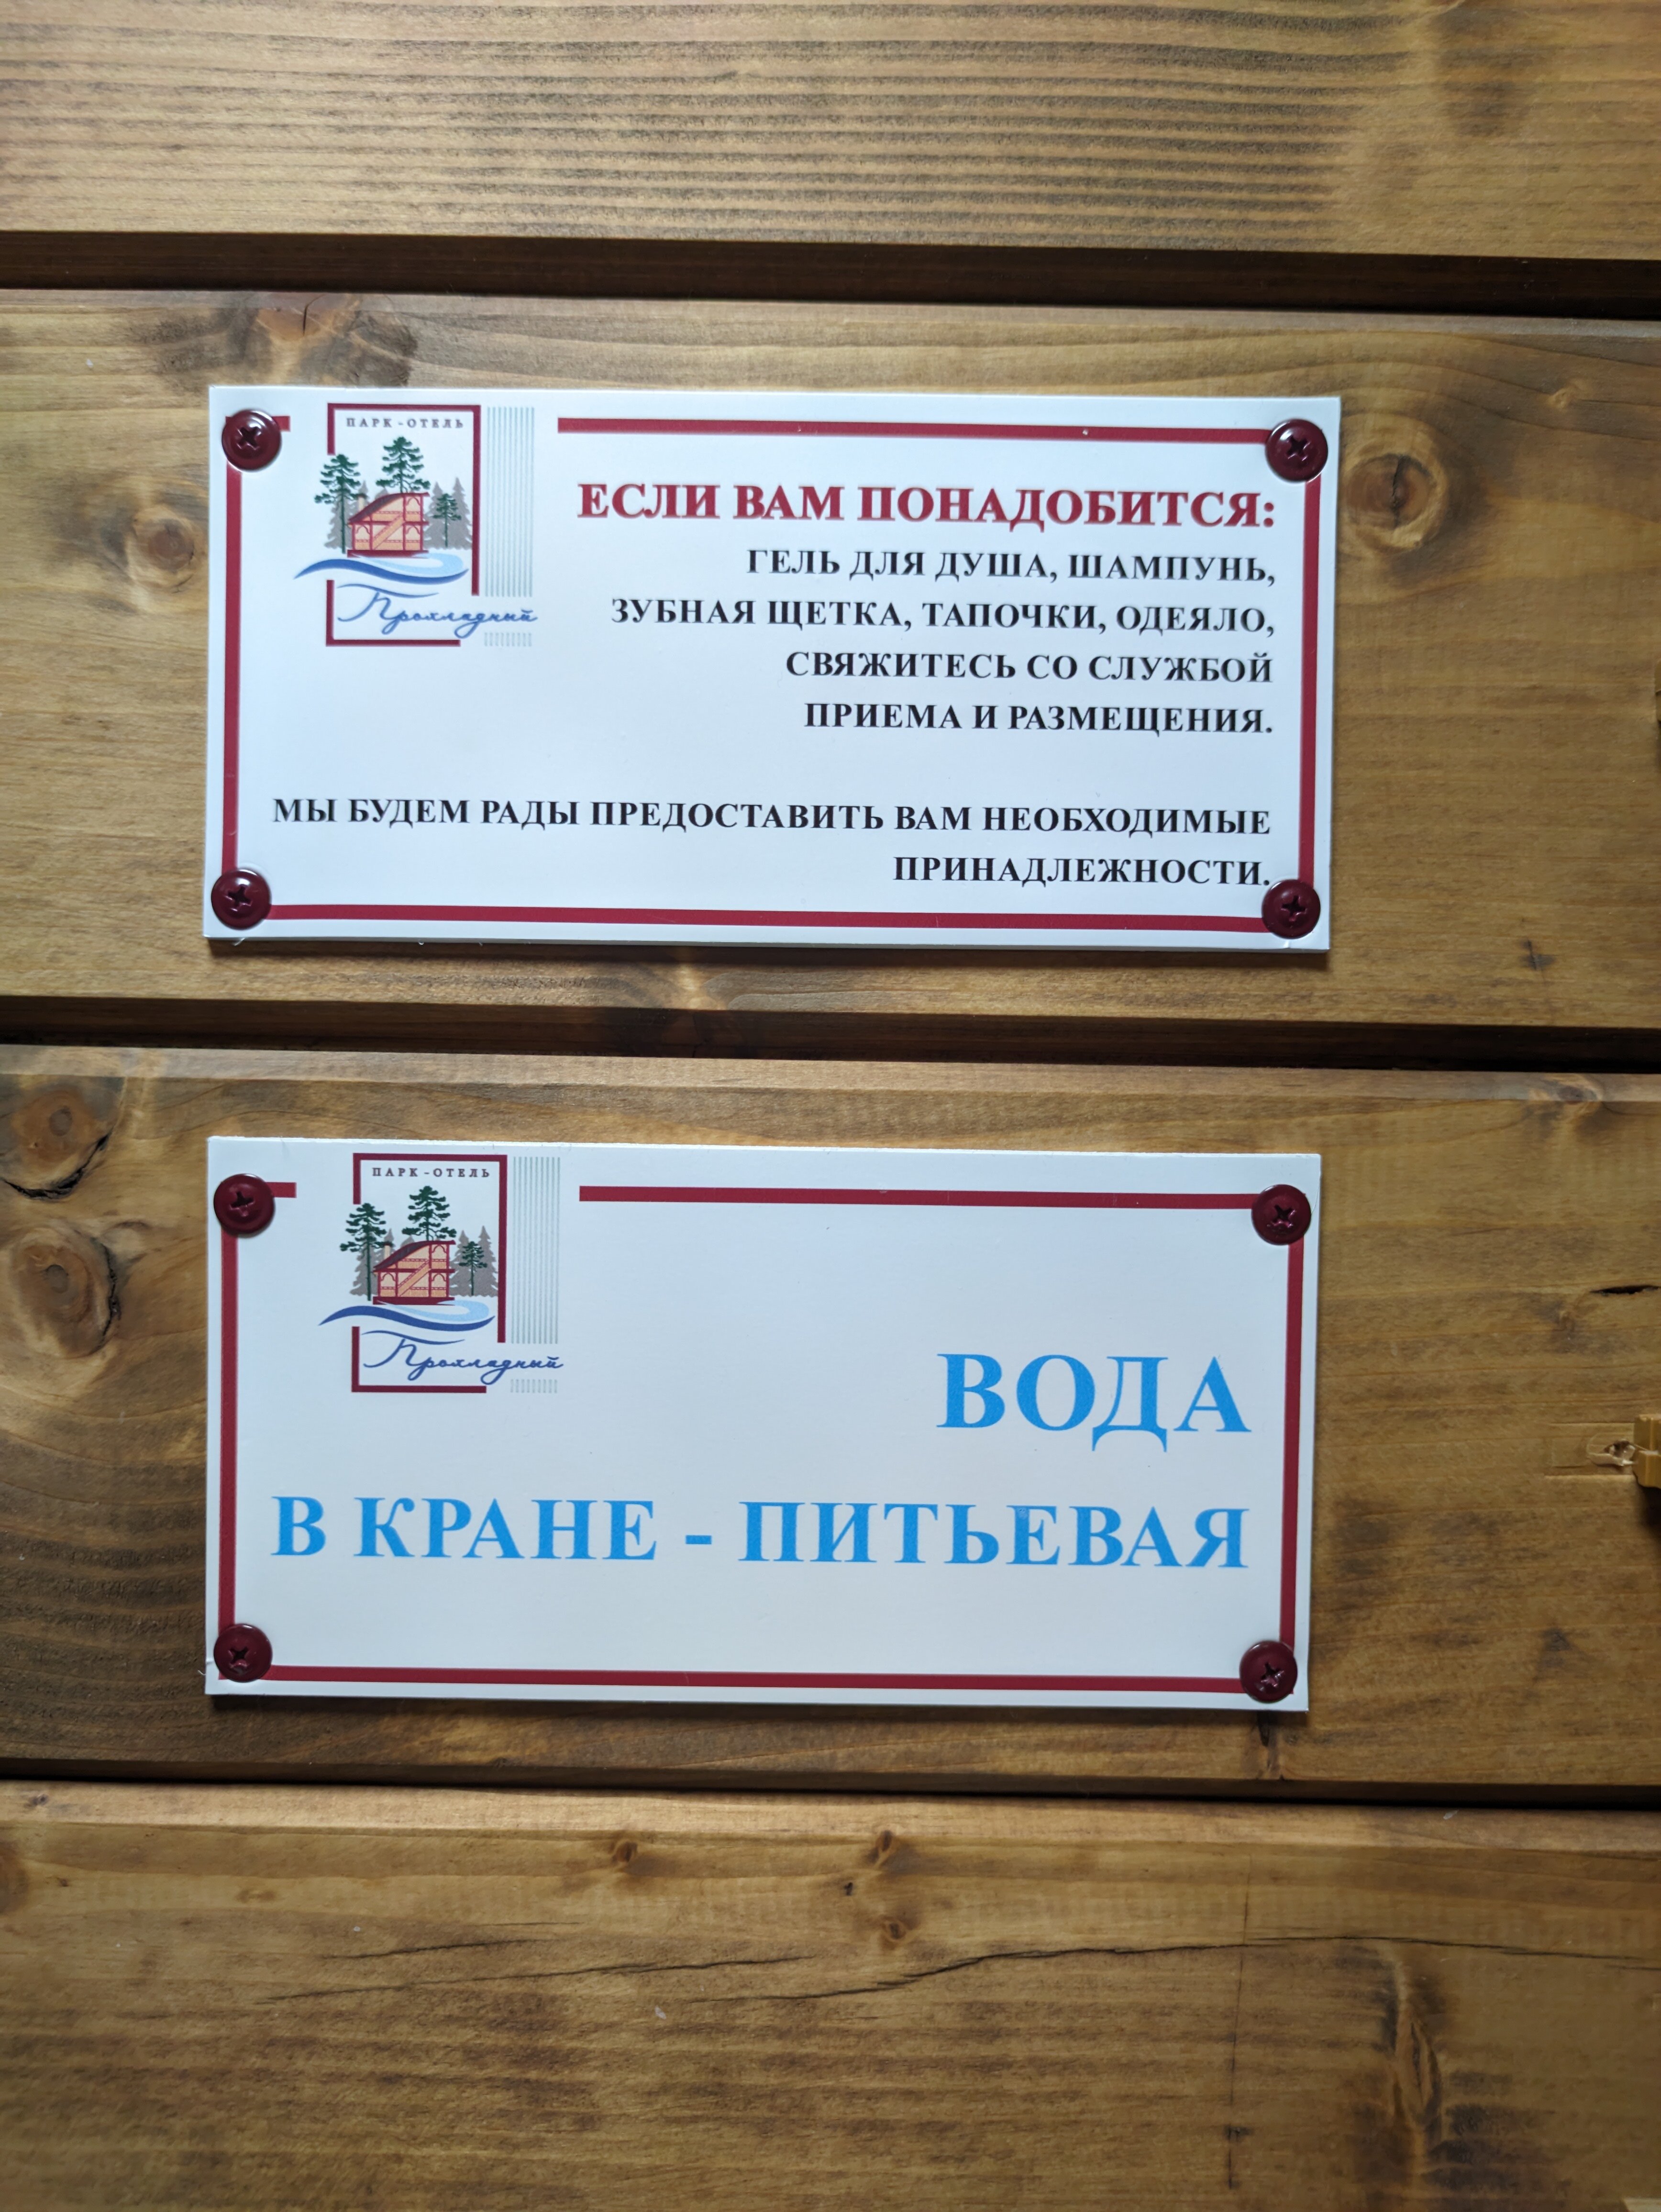 ПАРК-ОТЕЛЬ
Прохладный
ЕСЛИ ВАМ ПОНАДОБИТСЯ:
ГЕЛЬ ДЛЯ ДУША, ШАМПУНЬ,
ЗУБНАЯ ЩЕТКА, ТАПОЧКИ, ОДЕЯЛО,
СВЯЖИТЕСЬ СО СЛУЖБОЙ
ПРИЕМА И РАЗМЕЩЕНИЯ.
МЫ БУДЕМ РАДЫ ПРЕДОСТАВИТЬ ВАМ НЕОБХОДИМЫЕ
ПРИНАДЛЕЖНОСТИ.
ПАРК-ОТЕЛЬ
Прохладный
ВОДА
В КРАНЕ - ПИТЬЕВАЯ